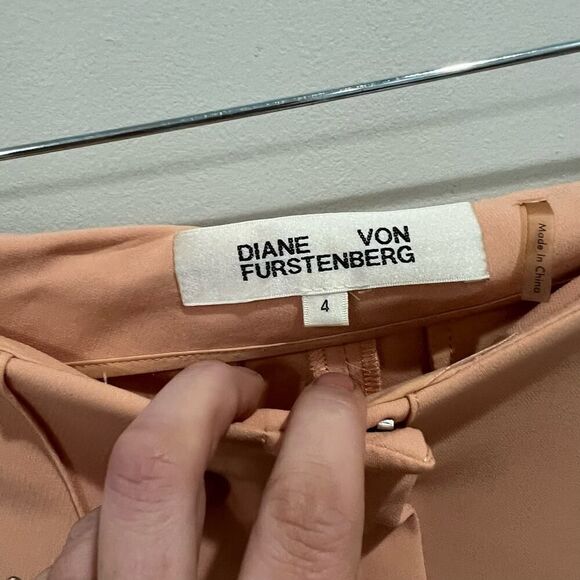 DIANE VON
FURSTENBERG
4
Made In China